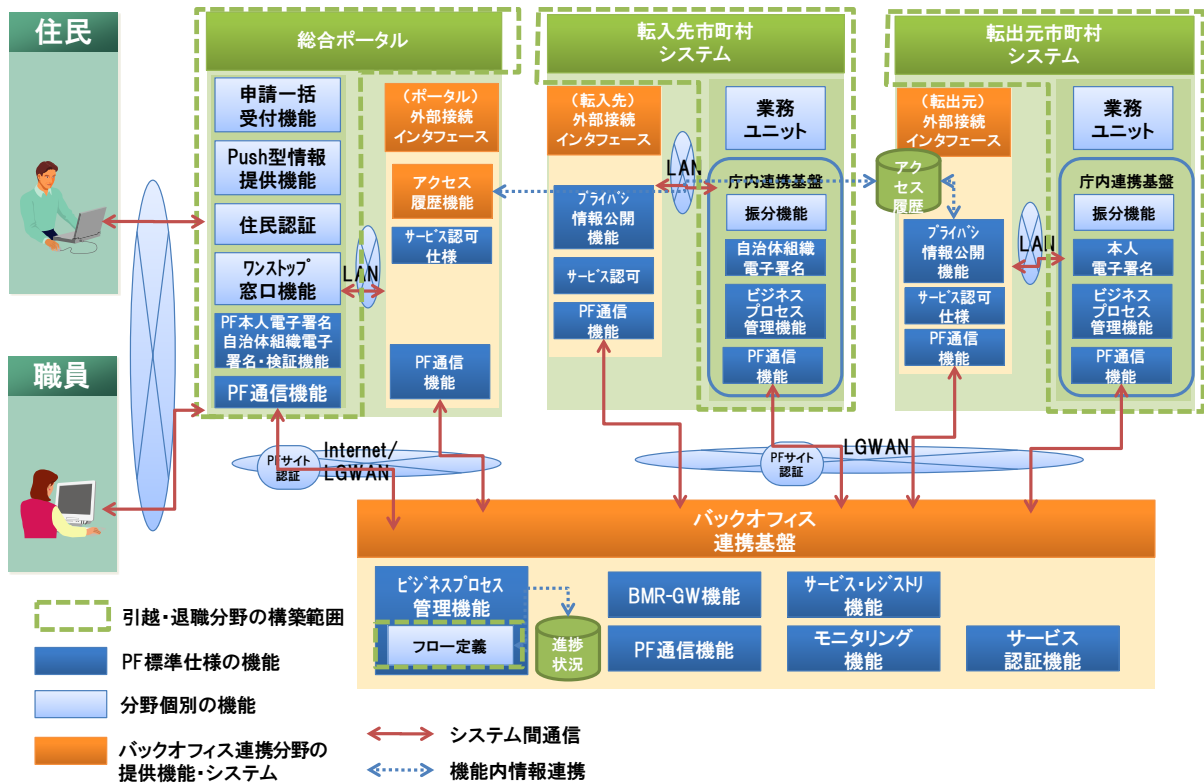 住民
職員
総合ポータル
申請一括
受付機能
Push型情報
提供機能
住民認証
ワンストップ
窓口機能
PF本人電子署名
自治体組織電子
署名・検証機能
PF通信機能
LAN
（ポータル）
外部接続
インタフェース
アクセス
履歴機能
サービス認可
仕様
PF通信
機能
転入先市町村
システム
（転入先）
外部接続
インタフェース
プライバシ
情報公開
機能
サービス認可
PF通信
機能
LAN
業務
ユニット
庁内連携基盤
振分機能
自治体組織
電子署名
ビジネス
プロセス
管理機能
PF通信
機能
転出元市町村
システム
（転出元）
外部接続
インタフェース
アク
セス
履歴
プライバシ
情報公開
機能
サービス認可
仕様
PF通信
機能
LAN
業務
ユニット
庁内連携基盤
振分機能
本人
電子署名
ビジネス
プロセス
管理機能
PF通信
機能
PFサイト
認証
Internet/
LGWAN
PFサイト
認証
LGWAN
バックオフィス
連携基盤
ビジネスプロセス
管理機能
フロー定義
進捗
状況
BMR-GW機能
PF通信機能
サービス・レジストリ
機能
モニタリング
機能
サービス
認証機能
引越・退職分野の構築範囲
PF標準仕様の機能
分野個別の機能
バックオフィス連携分野の
提供機能・システム
システム間通信
機能内情報連携